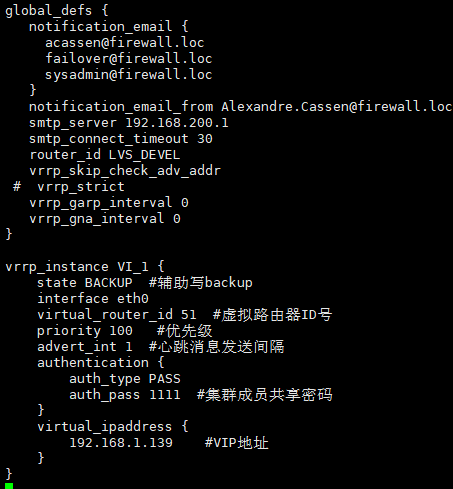 global_defs {
   notification_email {
     acassen@firewall.loc
     failover@firewall.loc
     sysadmin@firewall.loc
   }
   notification_email_from Alexandre.Cassen@firewall.loc
   smtp_server 192.168.200.1
   smtp_connect_timeout 30
   router_id LVS_DEVEL
   vrrp_skip_check_adv_addr
 #  vrrp_strict
   vrrp_garp_interval 0
   vrrp_gna_interval 0
}

vrrp_instance VI_1 {
    state BACKUP  #辅助写backup
    interface eth0
    virtual_router_id 51  #虚拟路由器ID号
    priority 100   #优先级
    advert_int 1  #心跳消息发送间隔
    authentication {
        auth_type PASS
        auth_pass 1111  #集群成员共享密码
    }
    virtual_ipaddress {
        192.168.1.139    #VIP地址
    }
}